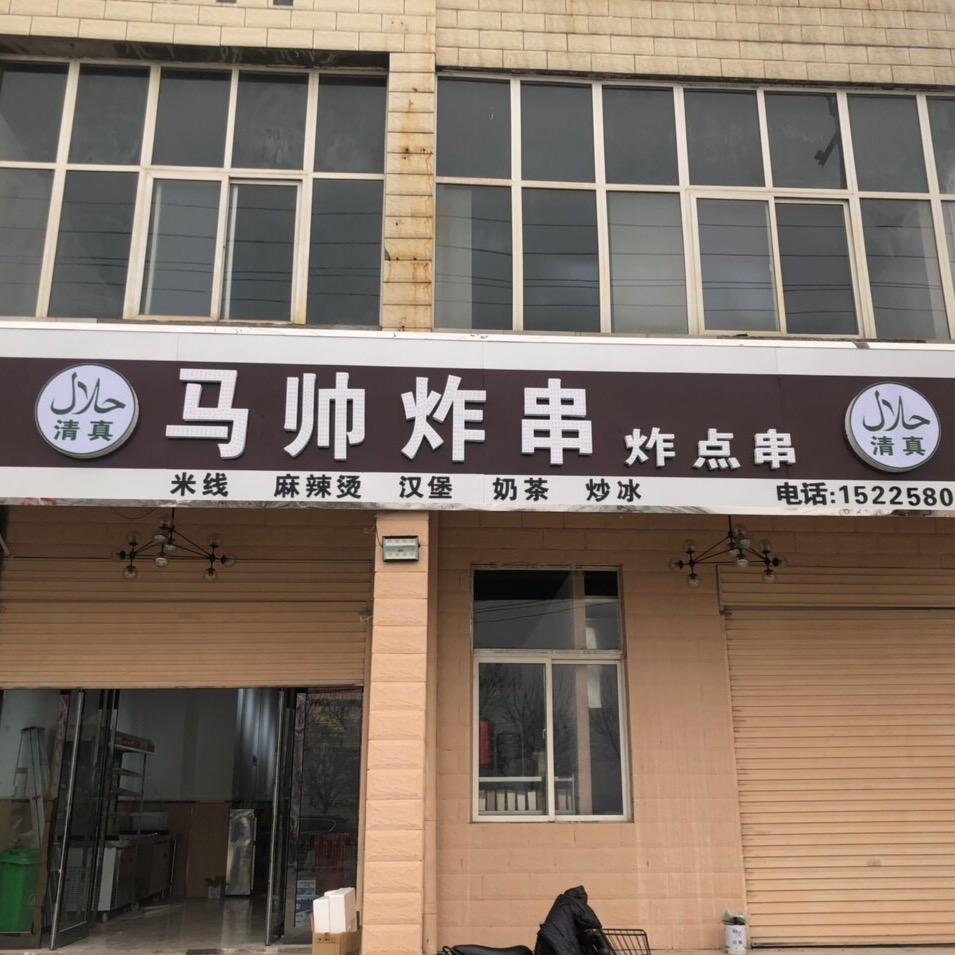 حلال
清真
马帅炸串 炸点串
حلال
清真
米线 麻辣烫 汉堡 奶茶 炒冰 电话:1522580